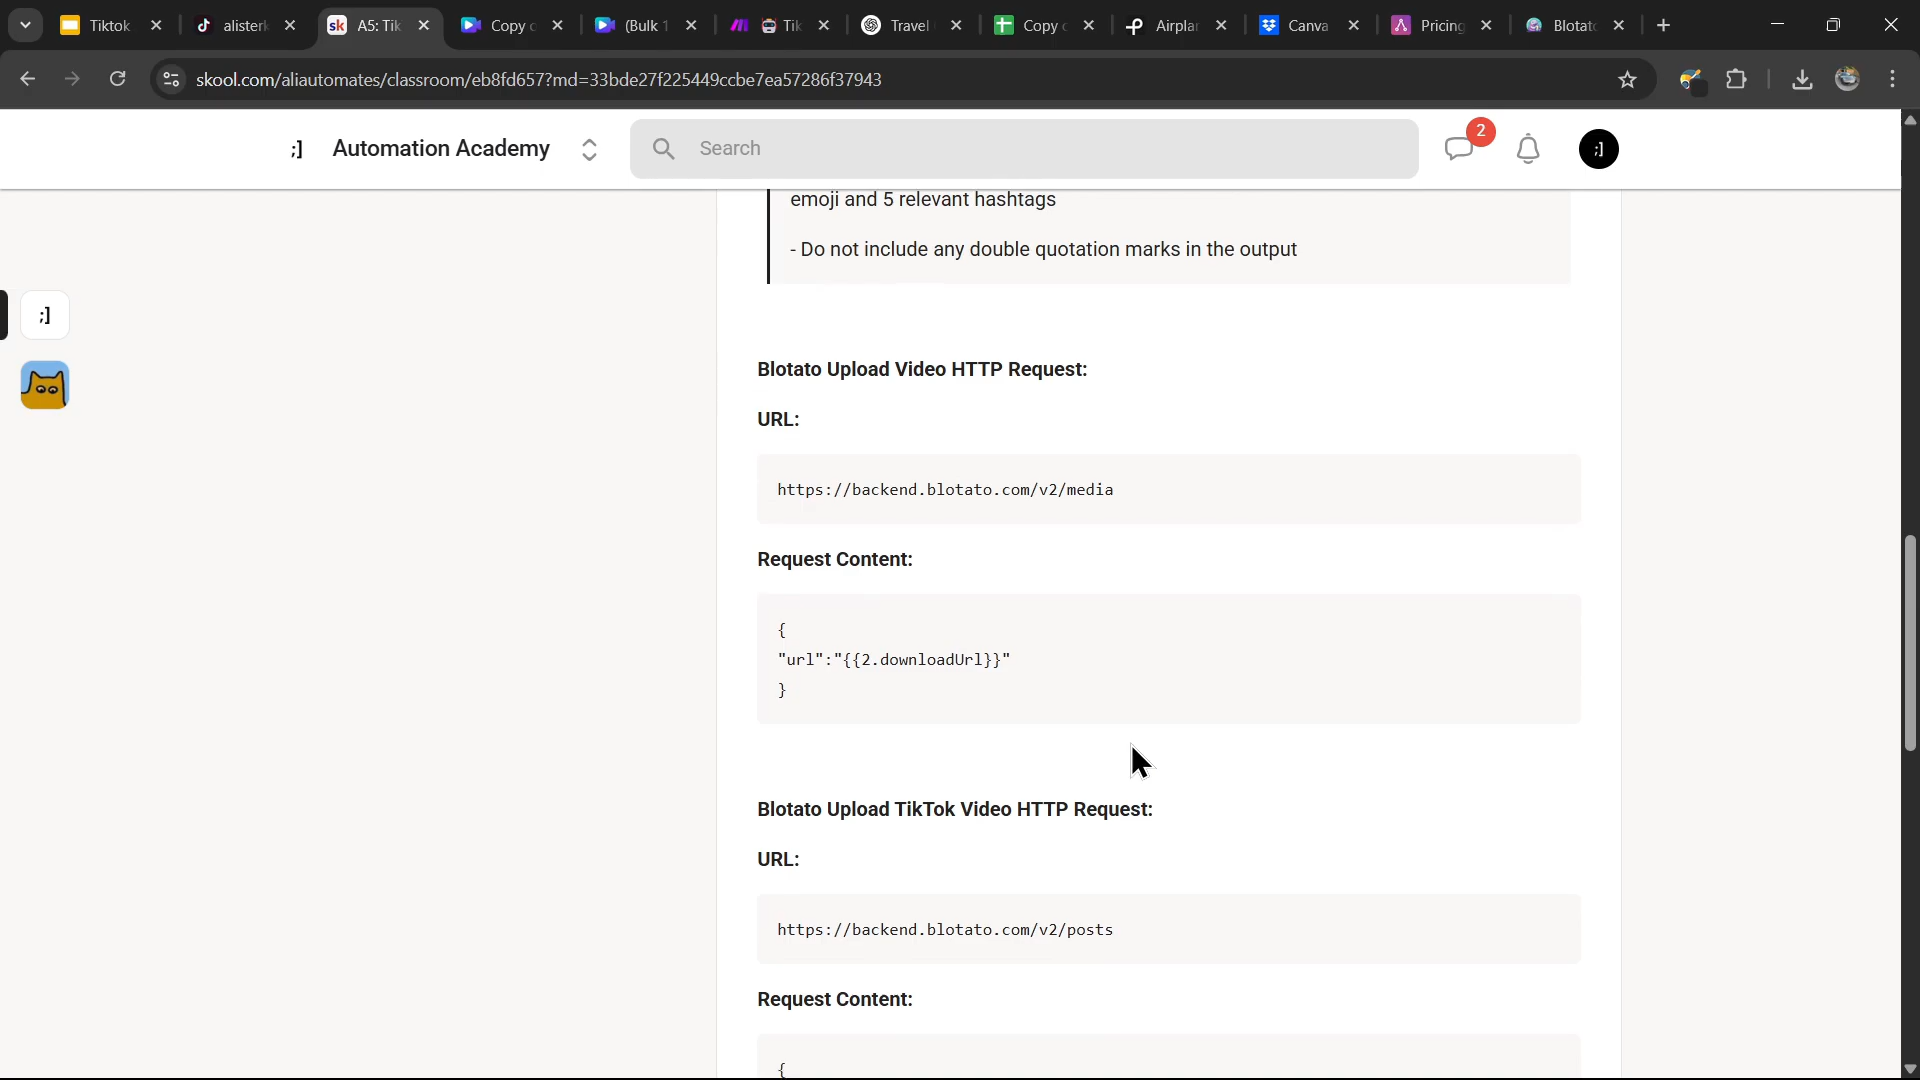 Tiktok
alisterk
A5: Tik
Copy o
(Bulk 1
Tik
Travel
Copy o
Airplan
Canva
Pricing
Blotato
skool.com/aliautomates/classroom/eb8fd657?md=33bde27f225449ccbe7ea57286f37943
;]
Automation Academy
Search
2
;]
;]
emoji and 5 relevant hashtags
- Do not include any double quotation marks in the output
Blotato Upload Video HTTP Request:
URL:
https://backend.blotato.com/v2/media
Request Content:
{
"url":"{{2.downloadUrl}}"
}
Blotato Upload TikTok Video HTTP Request:
URL:
https://backend.blotato.com/v2/posts
Request Content:
{